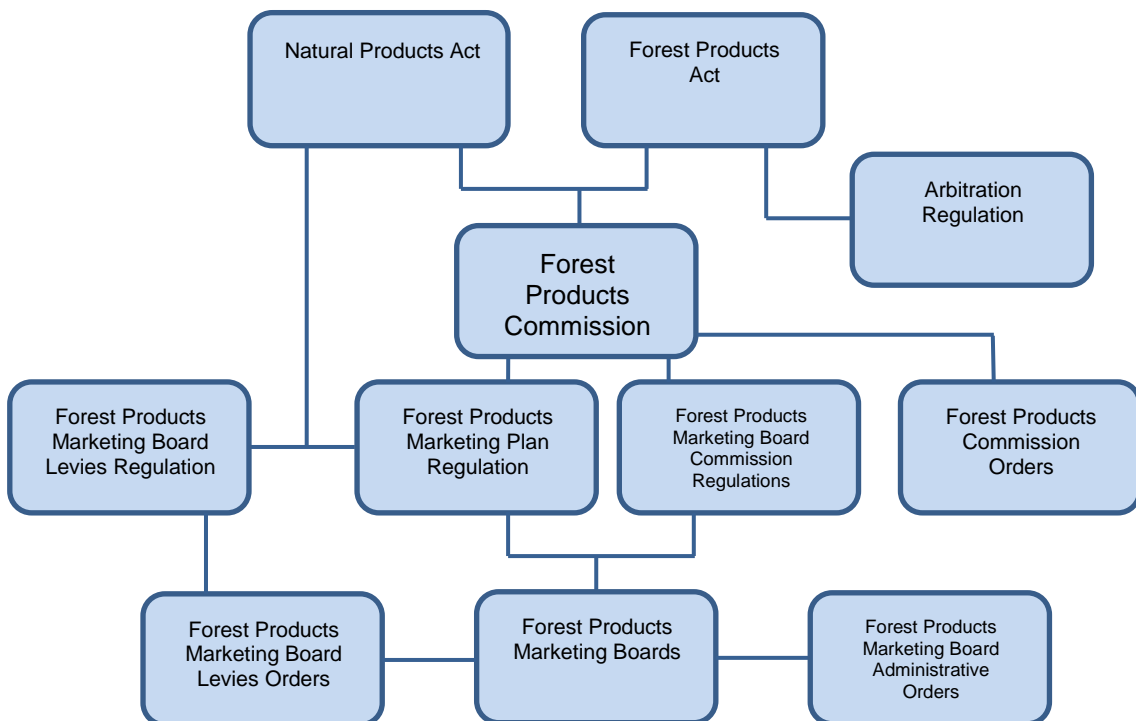 Natural Products Act
Forest Products
Act
Arbitration
Regulation
Forest
Products
Commission
Forest Products
Marketing Board
Levies Regulation
Forest Products
Marketing Plan
Regulation
Forest Products
Marketing Board
Commission
Regulations
Forest Products
Commission
Orders
Forest Products
Marketing Board
Levies Orders
Forest Products
Marketing Boards
Forest Products
Marketing Board
Administrative
Orders